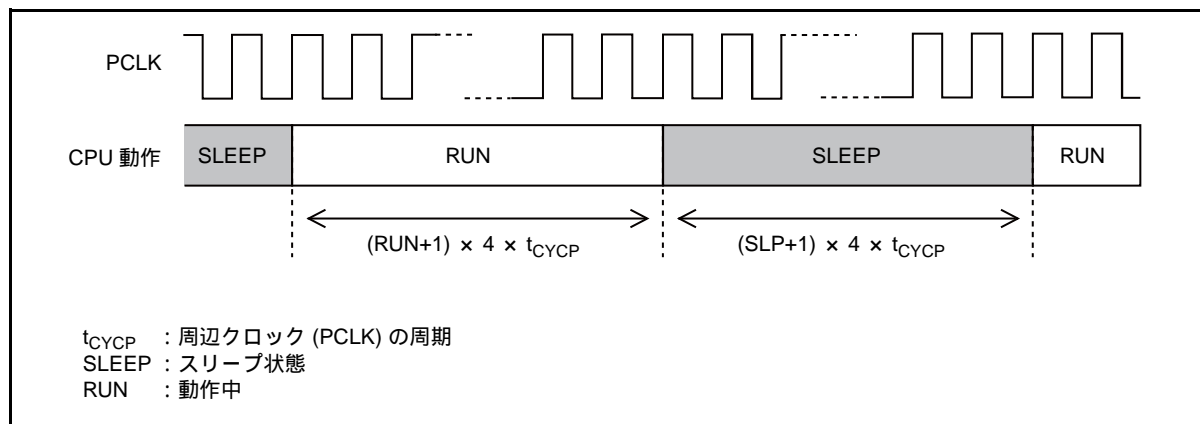 PCLK
CPU 動作 SLEEP RUN SLEEP RUN
(RUN+1) × 4 × tCYCP (SLP+1) × 4 × tCYCP
tCYCP : 周辺クロック (PCLK) の周期
SLEEP : スリープ状態
RUN : 動作中